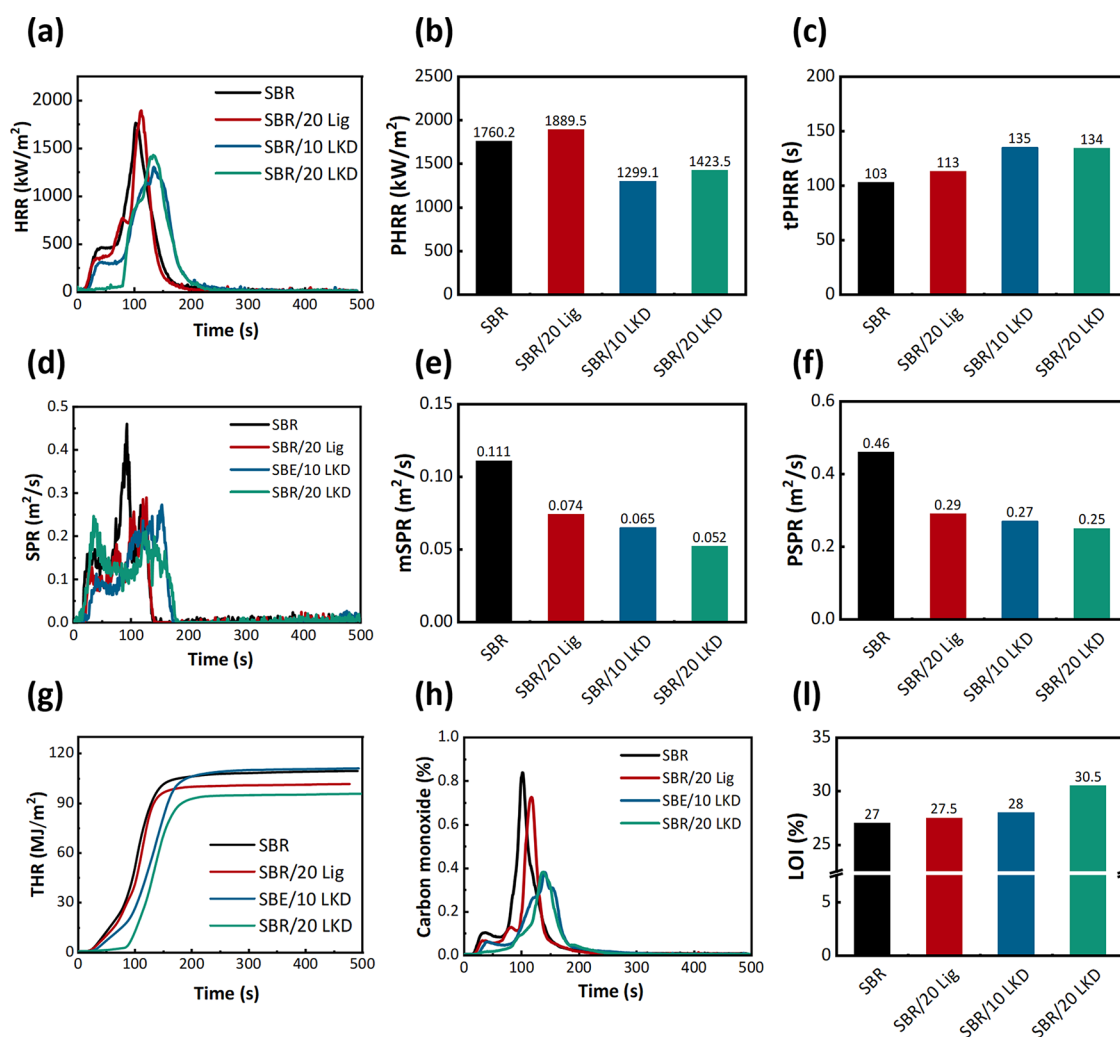 (a)
HRR (kW/m²)
2000
1500
1000
500
0
0 100 200 300 400 500
Time (s)
SBR
SBR/20 Lig
SBR/10 LKD
SBR/20 LKD
(b)
PHRR (kW/m²)
2500
2000
1500
1000
500
0
1760.2
1889.5
1299.1
1423.5
SBR
SBR/20 Lig
SBR/10 LKD
SBR/20 LKD
(c)
tPHRR (s)
200
150
100
50
0
103
113
135
134
SBR
SBR/20 Lig
SBR/10 LKD
SBR/20 LKD
(d)
SPR (m²/s)
0.5
0.4
0.3
0.2
0.1
0.0
0 100 200 300 400 500
Time (s)
SBR
SBR/20 Lig
SBE/10 LKD
SBR/20 LKD
(e)
mSPR (m²/s)
0.15
0.10
0.05
0.00
0.111
0.074
0.065
0.052
SBR
SBR/20 Lig
SBR/10 LKD
SBR/20 LKD
(f)
PSPR (m²/s)
0.6
0.4
0.2
0.0
0.46
0.29
0.27
0.25
SBR
SBR/20 Lig
SBR/10 LKD
SBR/20 LKD
(g)
THR (MJ/m²)
120
90
60
30
0
0 100 200 300 400 500
Time (s)
SBR
SBR/20 Lig
SBE/10 LKD
SBR/20 LKD
(h)
Carbon monoxide (%)
1.0
0.8
0.6
0.4
0.2
0.0
0 100 200 300 400 500
Time (s)
SBR
SBR/20 Lig
SBE/10 LKD
SBR/20 LKD
(I)
LOI (%)
35
30
25
5
0
27
27.5
28
30.5
SBR
SBR/20 Lig
SBR/10 LKD
SBR/20 LKD